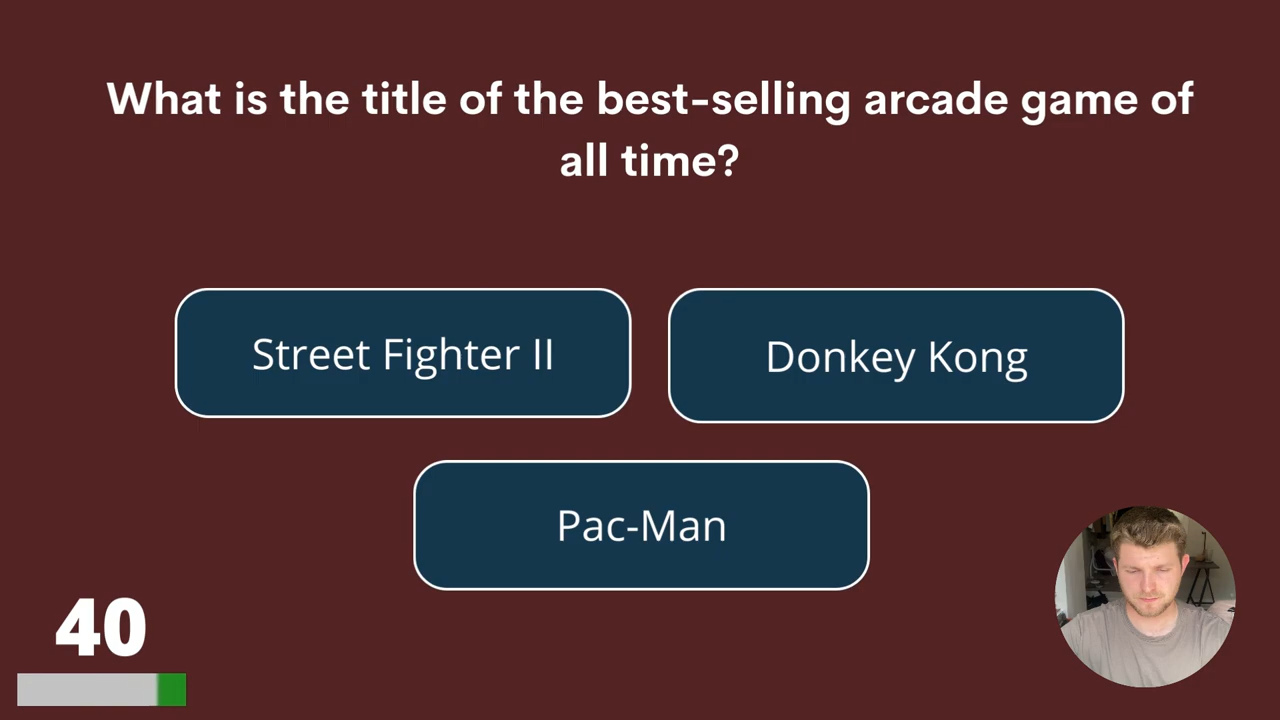 What is the title of the best-selling arcade game of
all time?
Street Fighter II
Donkey Kong
Pac-Man
40